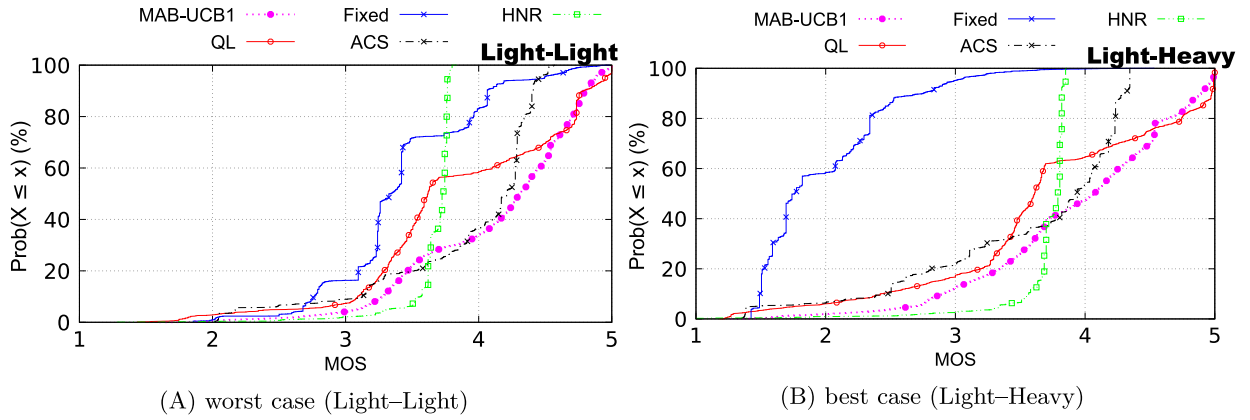 MAB-UCB1 Fixed HNR
QL ACS
Light-Light
100
80
60
40
20
0
Prob(X ≤ x) (%)
1 2 3 4 5
MOS
(A) worst case (Light–Light)
MAB-UCB1 Fixed HNR
QL ACS
Light-Heavy
100
80
60
40
20
0
Prob(X ≤ x) (%)
1 2 3 4 5
MOS
(B) best case (Light–Heavy)